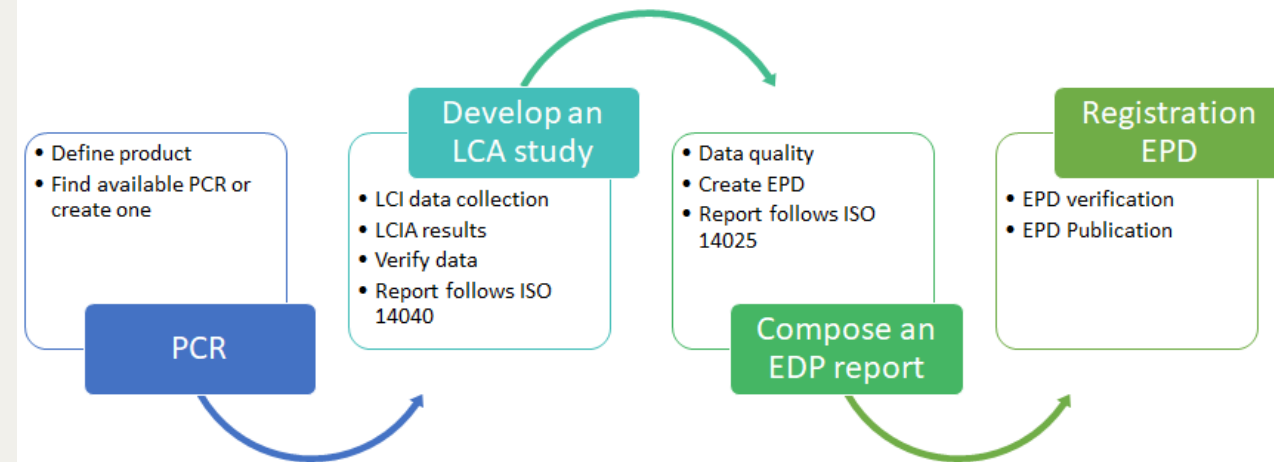 • Define product
• Find available PCR or
create one
PCR
Develop an
LCA study
• LCI data collection
• LCIA results
• Verify data
• Report follows ISO
14040
• Data quality
• Create EPD
• Report follows ISO
14025
Compose an
EDP report
Registration
EPD
• EPD verification
• EPD Publication